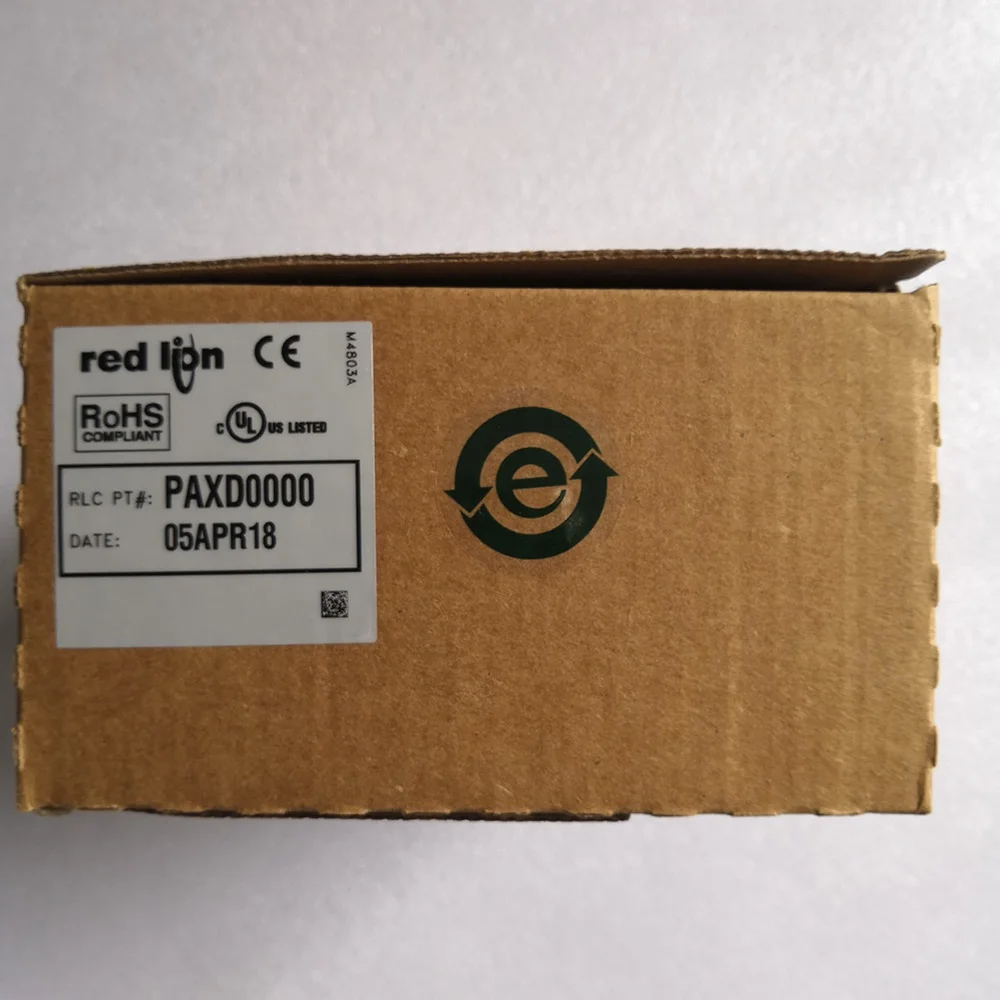 red lion CE
M4803A
RoHS
COMPLIANT
C UL US LISTED
RLC PT#: PAXD0000
DATE: 05APR18
e